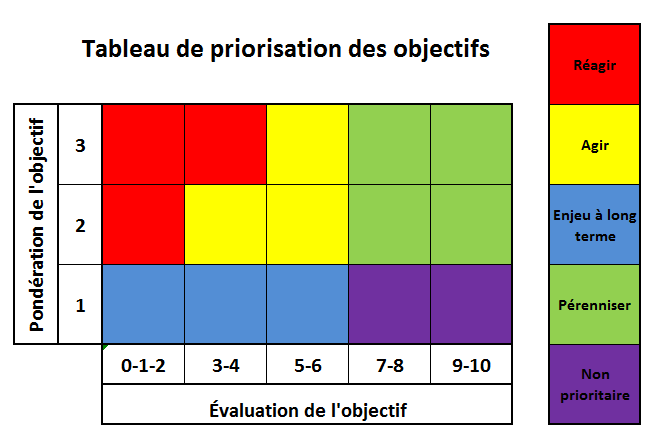 Tableau de priorisation des objectifs
Pondération de l'objectif
3
2
1
0-1-2
3-4
5-6
7-8
9-10
Évaluation de l'objectif
Réagir
Agir
Enjeu à long
terme
Pérenniser
Non
prioritaire